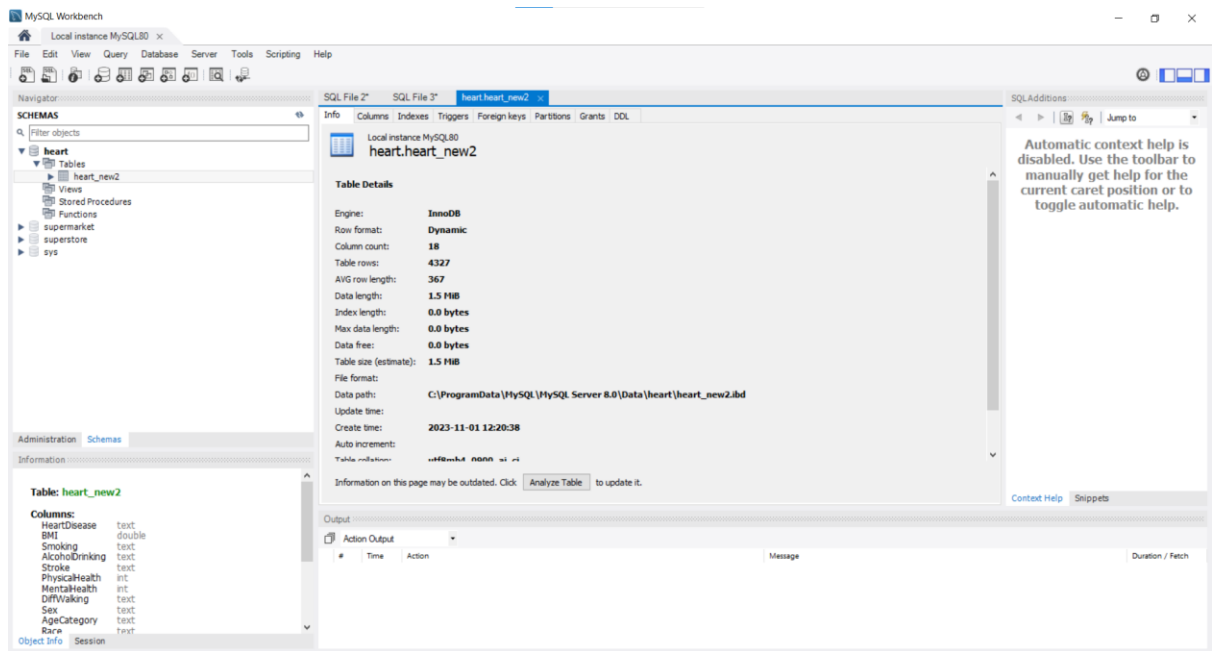 MySQL Workbench
Local instance MySQL80 ×
File Edit View Query Database Server Tools Scripting Help
Navigator
SCHEMAS
Filter objects
heart
Tables
heart_new2
Views
Stored Procedures
Functions
supermarket
superstore
sys
Administration Schemas
Information
Table: heart_new2
Columns:
HeartDisease text
BMI double
Smoking text
AlcoholDrinking text
Stroke text
PhysicalHealth int
MentalHealth int
DiffWalking text
Sex text
AgeCategory text
Race text
Object Info Session
SQL File 2* SQL File 3* heart.heart_new2 ×
Info Columns Indexes Triggers Foreign keys Partitions Grants DDL
Local instance MySQL80
heart.heart_new2
Table Details
Engine: InnoDB
Row format: Dynamic
Column count: 18
Table rows: 4327
AVG row length: 367
Data length: 1.5 MiB
Index length: 0.0 bytes
Max data length: 0.0 bytes
Data free: 0.0 bytes
Table size (estimate): 1.5 MiB
File format:
Data path: C:\ProgramData\MySQL\MySQL Server 8.0\Data\heart\heart_new2.ibd
Update time:
Create time: 2023-11-01 12:20:38
Auto increment:
Table collation: utf8mb4_0900_ai_ci
Information on this page may be outdated. Click Analyze Table to update it.
Output
Action Output
# Time Action Message Duration / Fetch
SQLAdditions
Jump to
Automatic context help is
disabled. Use the toolbar to
manually get help for the
current caret position or to
toggle automatic help.
Context Help Snippets